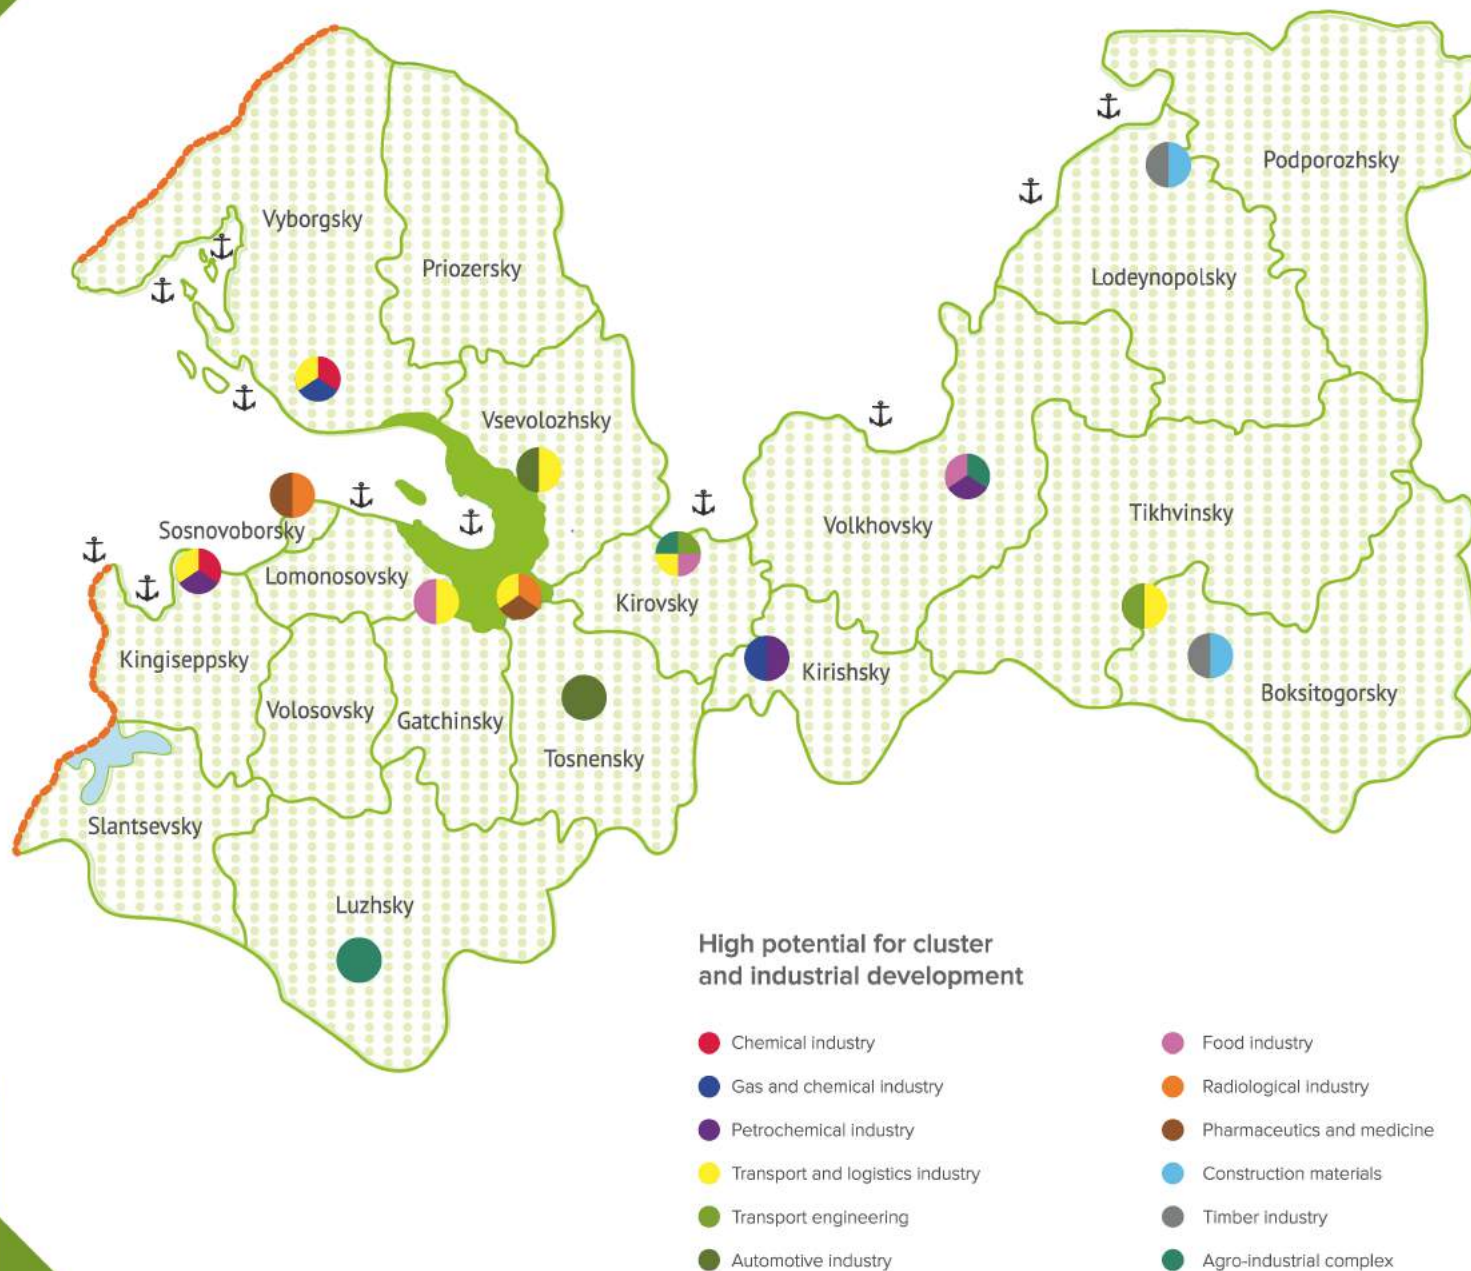 Podporozhsky
Vyborgsky
Priozersky
Lodeynopolsky
Vsevolozhsky
Tikhvinsky
Volkhovsky
Sosnovoborsky
Lomonosovsky
Kirovsky
Kingiseppsky
Kirishsky
Boksitogorsky
Volosovsky
Gatchinsky
Tosnensky
Slantsevsky
Luzhsky
High potential for cluster
and industrial development
Chemical industry
Gas and chemical industry
Petrochemical industry
Transport and logistics industry
Transport engineering
Automotive industry
Food industry
Radiological industry
Pharmaceutics and medicine
Construction materials
Timber industry
Agro-industrial complex